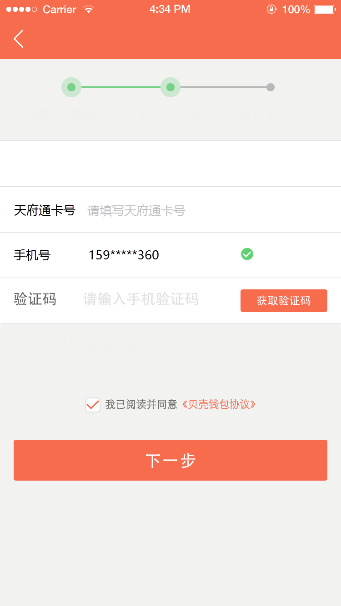 Carrier 4:34 PM 100%
天府通卡号 请填写天府通卡号
手机号 159*****360
验证码 请输入手机验证码 获取验证码
我已阅读并同意《贝壳钱包协议》
下一步